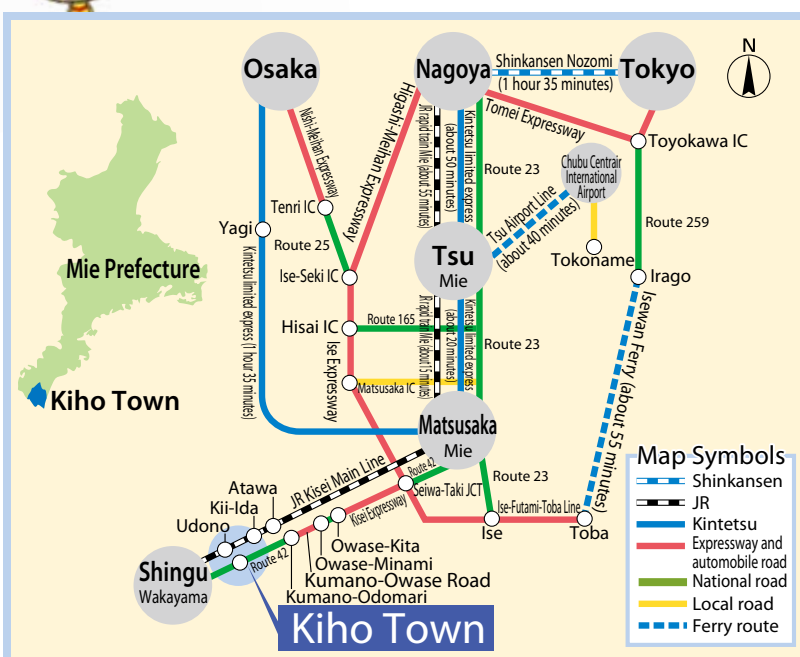 N
Osaka
Nagoya
Shinkansen Nozomi
(1 hour 35 minutes)
Tokyo
Nishi-Meihan Expressway
Higashi-Meihan Expressway
JR rapid train Mie (about 55 minutes)
Kintetsu limited express
(about 50 minutes)
Tomei Expressway
Toyokawa IC
Route 23
Chubu Centrair
International
Airport
Tsu Airport Line
(about 40 minutes)
Tokoname
Route 259
Irago
Tenri IC
Yagi
Route 25
Ise-Seki IC
Tsu
Mie
Mie Prefecture
Kintetsu limited express (1 hour 35 minutes)
Hisai IC
Route 165
Ise Expressway
JR rapid train Mie (about 15 minutes)
Kintetsu limited express
(about 20 minutes)
Route 23
Isewan Ferry (about 55 minutes)
Matsusaka IC
Kiho Town
Matsusaka
Mie
JR Kisei Main Line
Route 42
Seiwa-Taki JCT
Route 23
Ise-Futami-Toba Line
Ise
Toba
Atawa
Kii-Ida
Udono
Kisei Expressway
Owase-Kita
Owase-Minami
Kumano-Owase Road
Kumano-Odomari
Route 42
Shingu
Wakayama
Kiho Town
Map Symbols
Shinkansen
JR
Kintetsu
Expressway and
automobile road
National road
Local road
Ferry route